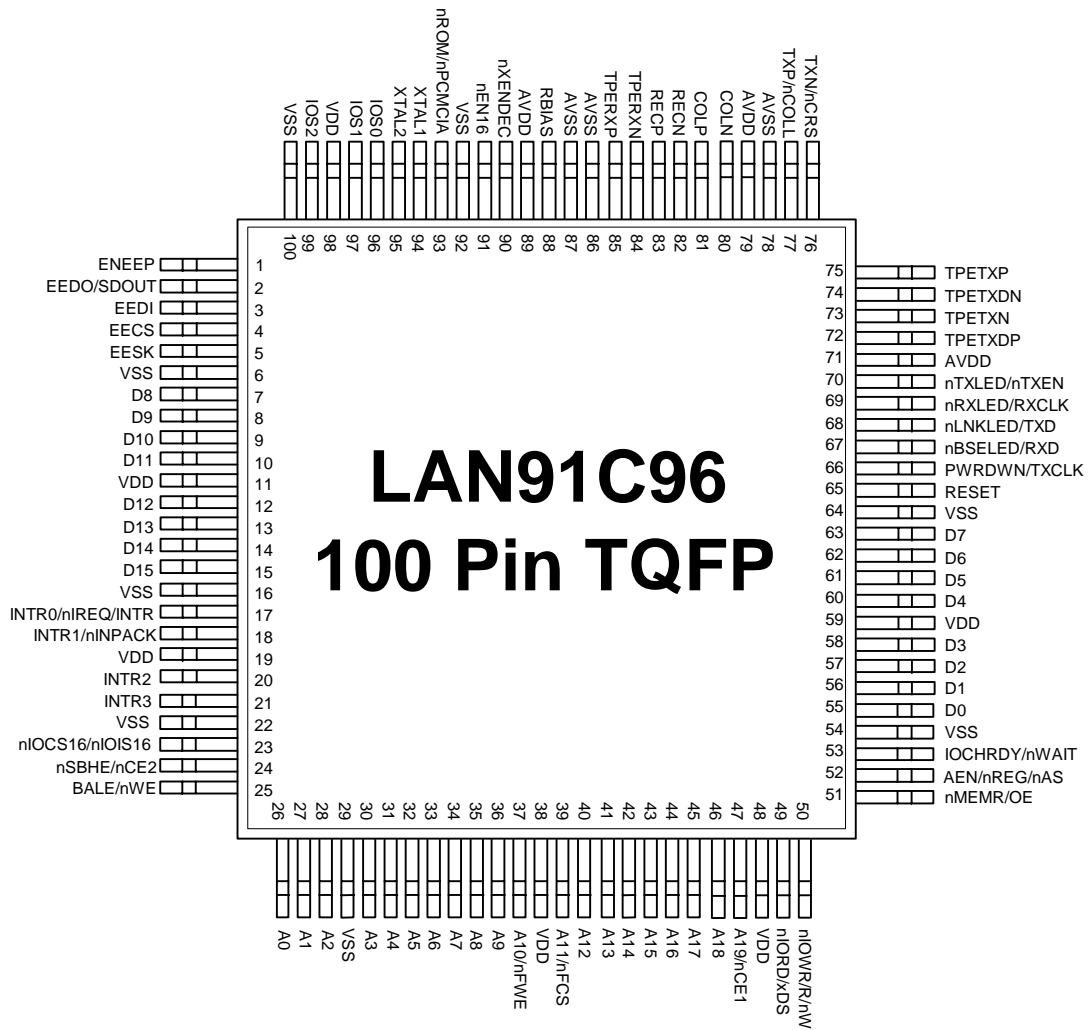 nROM/nPCMCIA
TXN/nCRS
TXP/nCOLL
AVSS
AVDD
COLN
COLP
RECN
RECP
TPERXN
TPERXP
AVSS
AVSS
RBIAS
AVDD
nXENDEC
nEN16
VSS
XTAL1
XTAL2
IOS0
IOS1
VDD
IOS2
VSS
100 99 98 97 96 95 94 93 92 91 90 89 88 87 86 85 84 83 82 81 80 79 78 77 76
ENEEP 1
EEDO/SDOUT 2
EEDI 3
EECS 4
EESK 5
VSS 6
D8 7
D9 8
D10 9
D11 10
VDD 11
D12 12
D13 13
D14 14
D15 15
VSS 16
INTR0/nIREQ/INTR 17
INTR1/nINPACK 18
VDD 19
INTR2 20
INTR3 21
VSS 22
nIOCS16/nIOIS16 23
nSBHE/nCE2 24
BALE/nWE 25
LAN91C96
100 Pin TQFP
75 TPETXP
74 TPETXDN
73 TPETXN
72 TPETXDP
71 AVDD
70 nTXLED/nTXEN
69 nRXLED/RXCLK
68 nLNKLED/TXD
67 nBSELED/RXD
66 PWRDWN/TXCLK
65 RESET
64 VSS
63 D7
62 D6
61 D5
60 D4
59 VDD
58 D3
57 D2
56 D1
55 D0
54 VSS
53 IOCHRDY/nWAIT
52 AEN/nREG/nAS
51 nMEMR/OE
26 27 28 29 30 31 32 33 34 35 36 37 38 39 40 41 42 43 44 45 46 47 48 49 50
A0
A1
A2
VSS
A3
A4
A5
A6
A7
A8
A9
A10/nFWE
VDD
A11/nFCS
A12
A13
A14
A15
A16
A17
A18
A19/nCE1
VDD
nIORD/xDS
nIOWR/R/nW